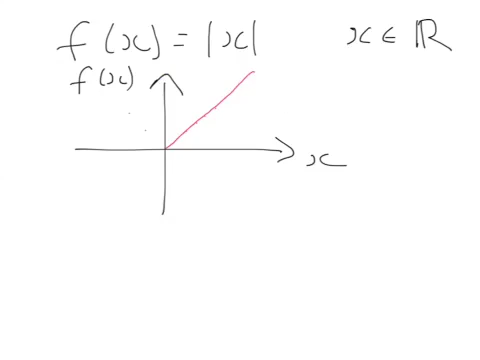 f(x) = |x| x ∈ ℝ
f(x)
x